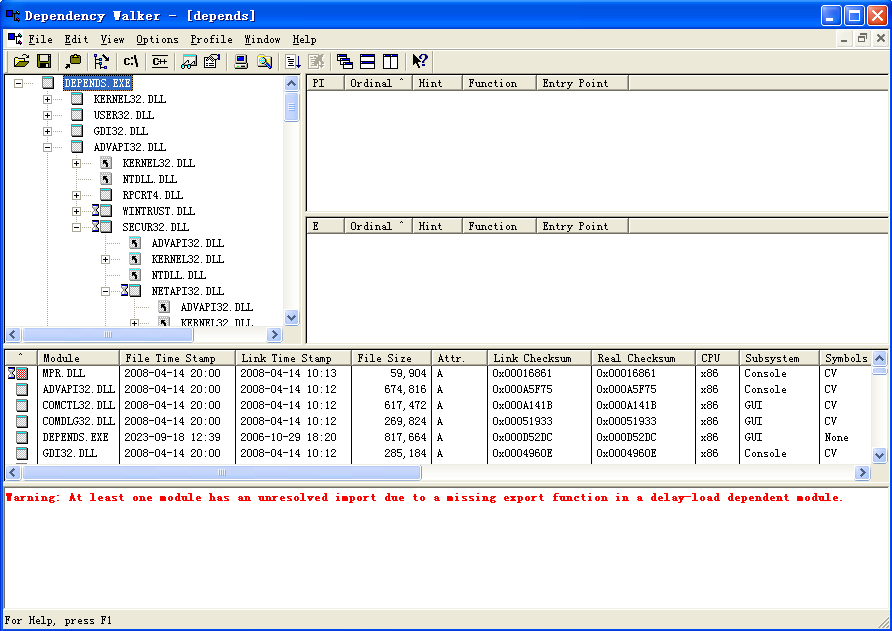 Dependency Walker - [depends]
File Edit View Options Profile Window Help
C:\ C++
DEPENDS.EXE
KERNEL32.DLL
USER32.DLL
GDI32.DLL
ADVAPI32.DLL
KERNEL32.DLL
NTDLL.DLL
RPCRT4.DLL
WINTRUST.DLL
SECUR32.DLL
ADVAPI32.DLL
KERNEL32.DLL
NTDLL.DLL
NETAPI32.DLL
ADVAPI32.DLL
KERNEL32.DLL
PI Ordinal ^ Hint Function Entry Point
E Ordinal ^ Hint Function Entry Point
^ Module File Time Stamp Link Time Stamp File Size Attr. Link Checksum Real Checksum CPU Subsystem Symbols
MPR.DLL 2008-04-14 20:00 2008-04-14 10:13 59,904 A 0x00016861 0x00016861 x86 Console CV
ADVAPI32.DLL 2008-04-14 20:00 2008-04-14 10:12 674,816 A 0x000A5F75 0x000A5F75 x86 Console CV
COMCTL32.DLL 2008-04-14 20:00 2008-04-14 10:12 617,472 A 0x000A141B 0x000A141B x86 GUI CV
COMDLG32.DLL 2008-04-14 20:00 2008-04-14 10:12 269,824 A 0x00051933 0x00051933 x86 GUI CV
DEPENDS.EXE 2023-09-18 12:39 2006-10-29 18:20 817,664 A 0x000D52DC 0x000D52DC x86 GUI None
GDI32.DLL 2008-04-14 20:00 2008-04-14 10:12 285,184 A 0x0004960E 0x0004960E x86 Console CV
Warning: At least one module has an unresolved import due to a missing export function in a delay-load dependent module.
For Help, press F1